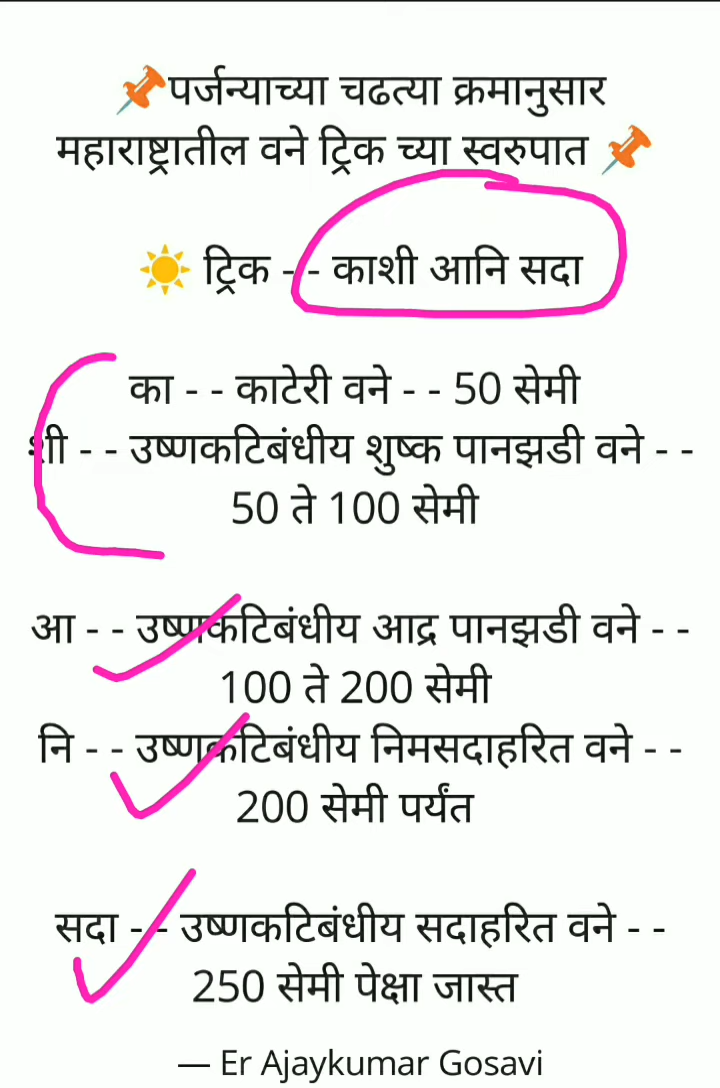 📌पर्जन्याच्या चढत्या क्रमानुसार
महाराष्ट्रातील वने ट्रिक च्या स्वरुपात 📌
☀️ ट्रिक - - काशी आनि सदा
का - - काटेरी वने - - 50 सेमी
शी - - उष्णकटिबंधीय शुष्क पानझडी वने - -
50 ते 100 सेमी
आ - - उष्णकटिबंधीय आद्र पानझडी वने - -
100 ते 200 सेमी
नि - - उष्णकटिबंधीय निमसदाहरित वने - -
200 सेमी पर्यंत
सदा - - उष्णकटिबंधीय सदाहरित वने - -
250 सेमी पेक्षा जास्त
— Er Ajaykumar Gosavi